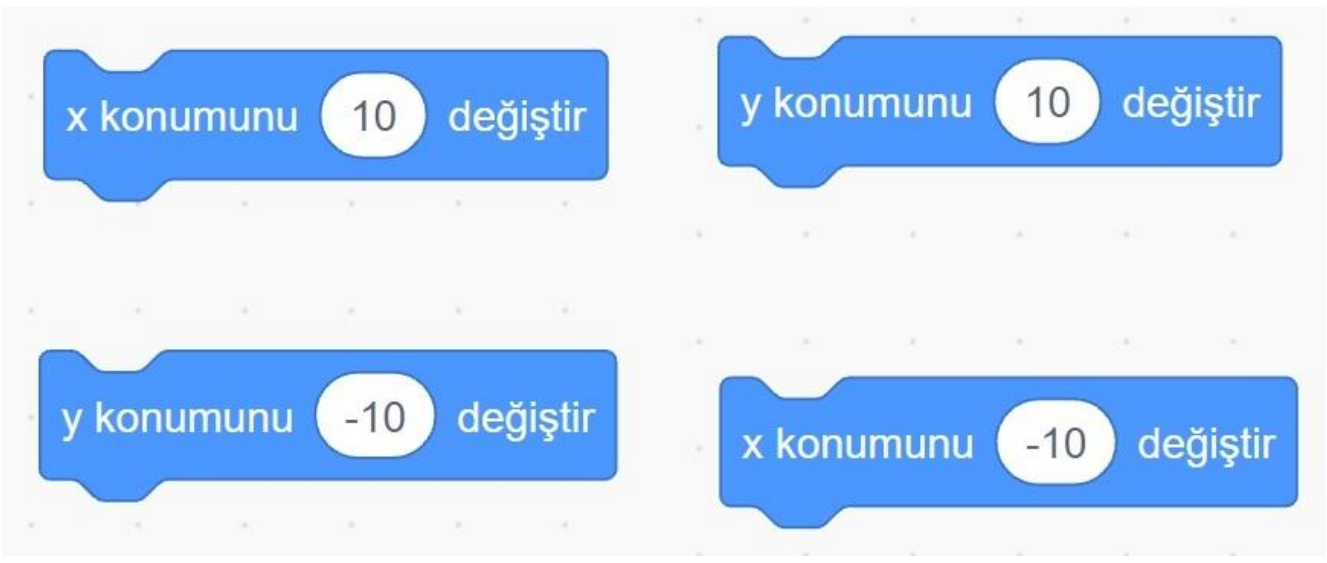 x konumunu 10 değiştir
y konumunu 10 değiştir
y konumunu -10 değiştir
x konumunu -10 değiştir